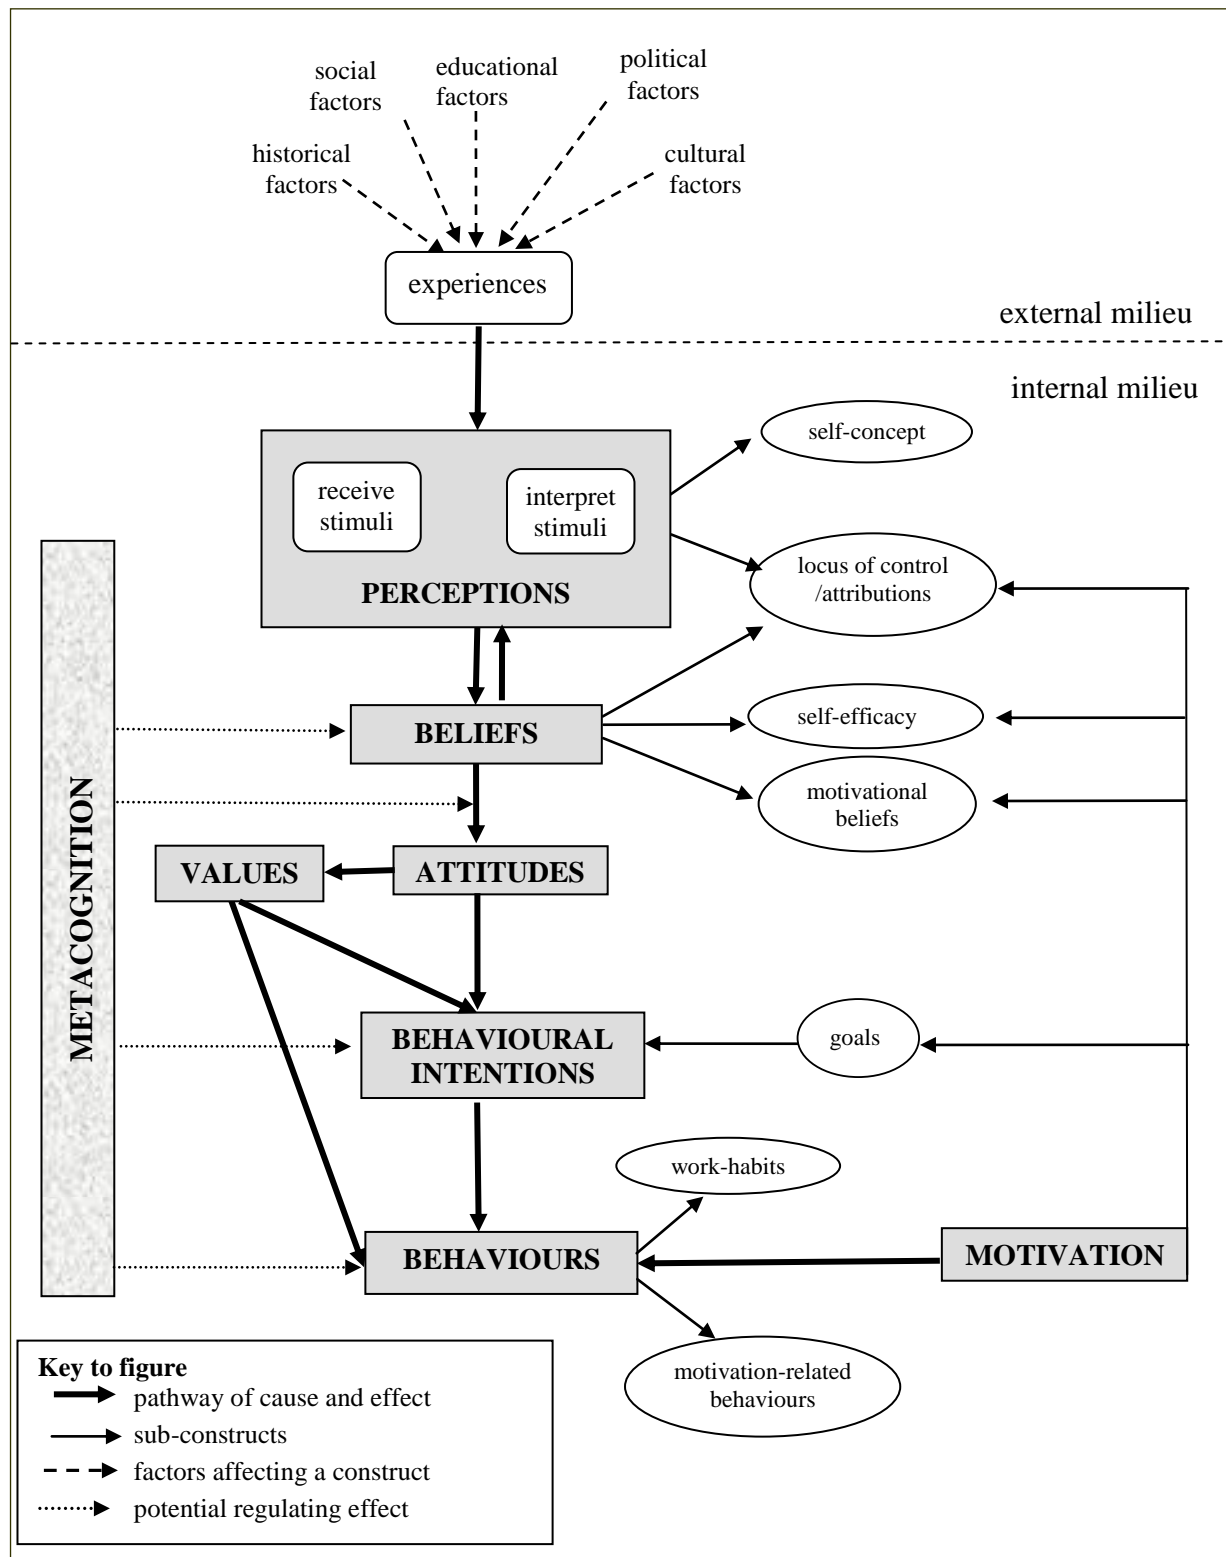 social
factors
educational
factors
political
factors
historical
factors
cultural
factors
experiences
external milieu
internal milieu
self-concept
receive
stimuli
interpret
stimuli
PERCEPTIONS
locus of control
/attributions
METACOGNITION
BELIEFS
self-efficacy
motivational
beliefs
VALUES
ATTITUDES
BEHAVIOURAL
INTENTIONS
goals
work-habits
BEHAVIOURS
MOTIVATION
motivation-related
behaviours
Key to figure
pathway of cause and effect
sub-constructs
factors affecting a construct
potential regulating effect